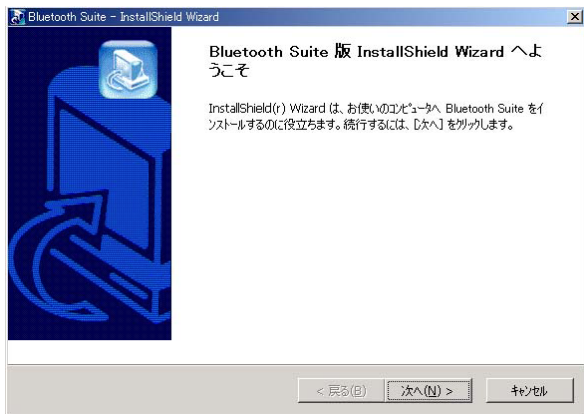 Bluetooth Suite - InstallShield Wizard
Bluetooth Suite 版 InstallShield Wizard へよ
うこそ
InstallShield(r) Wizard は、お使いのコンピュータへ Bluetooth Suite をイ
ンストールするのに役立ちます。続行するには、[次へ] をクリックします。
< 戻る(B)
次へ(N) >
キャンセル